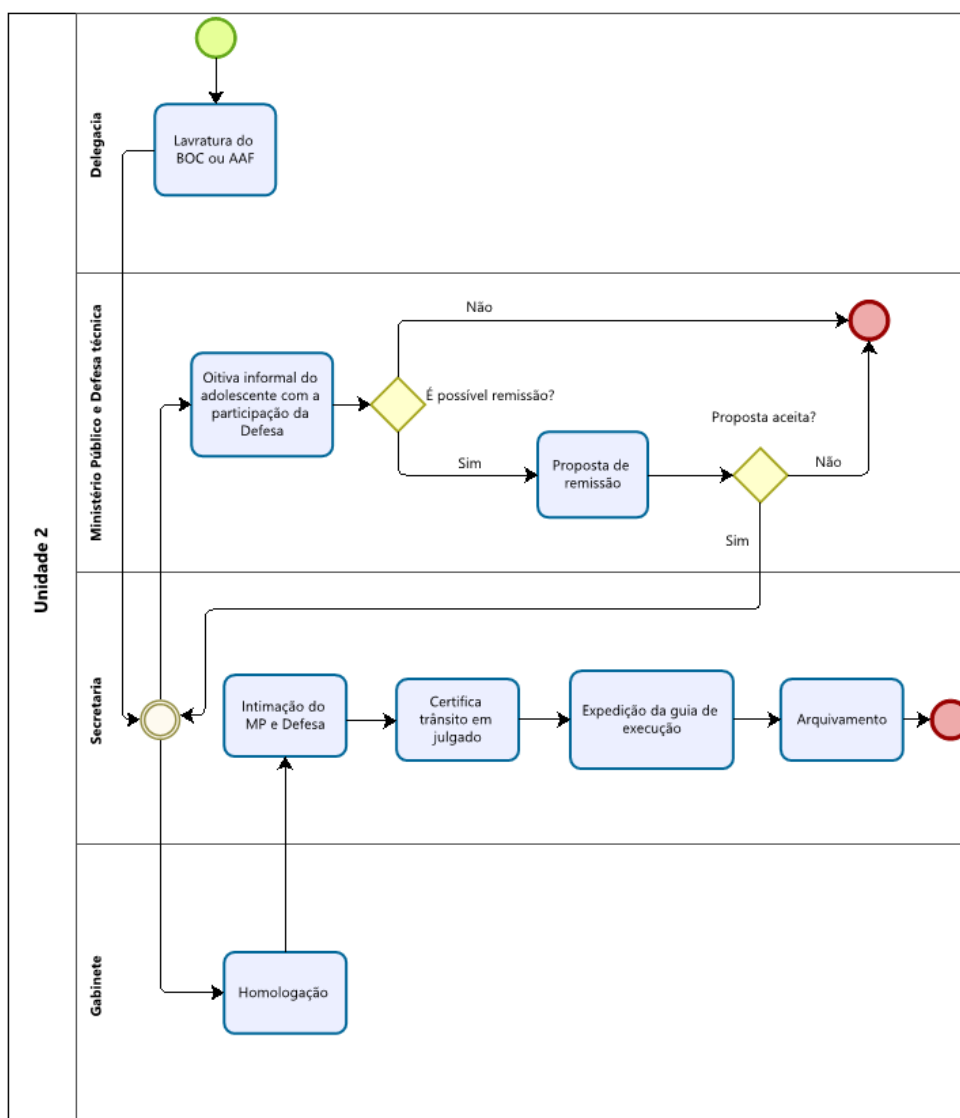 Unidade 2
Delegacia
Lavratura do
BOC ou AAF
Ministério Público e Defesa técnica
Oitiva informal do
adolescente com a
participação da
Defesa
É possível remissão?
Não
Sim
Proposta de
remissão
Proposta aceita?
Não
Sim
Secretaria
Intimação do
MP e Defesa
Certifica
trânsito em
julgado
Expedição da guia de
execução
Arquivamento
Gabinete
Homologação